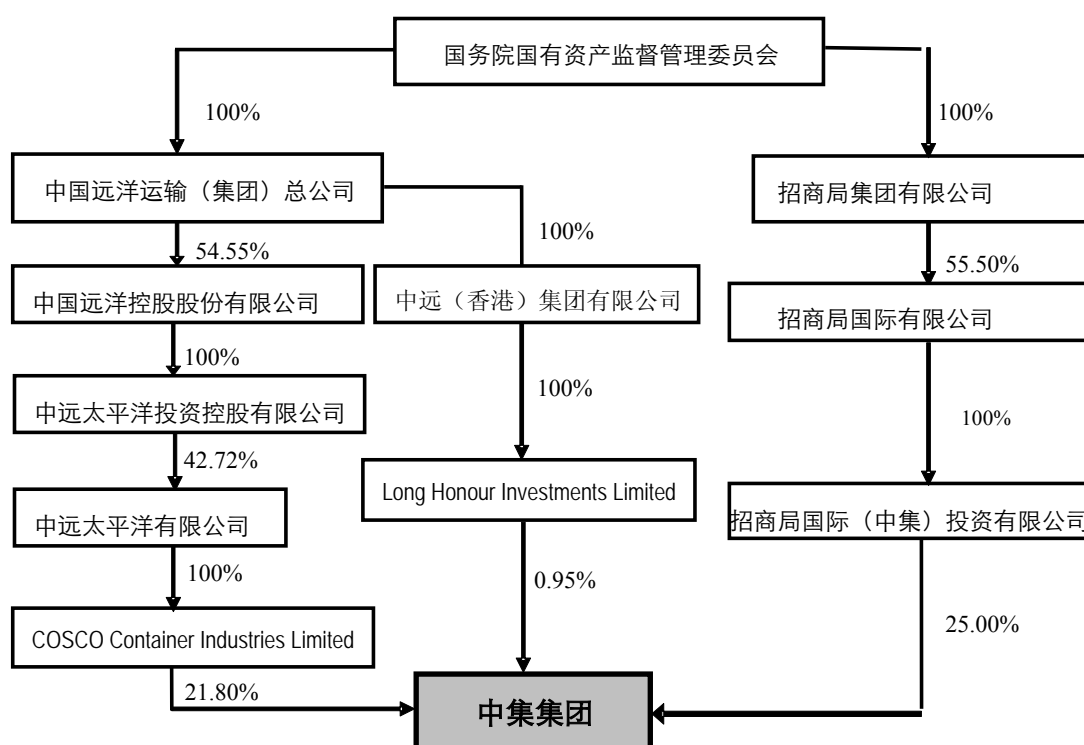 国务院国有资产监督管理委员会
100%
100%
中国远洋运输（集团）总公司
招商局集团有限公司
54.55%
100%
55.50%
中国远洋控股股份有限公司
中远（香港）集团有限公司
招商局国际有限公司
100%
100%
100%
中远太平洋投资控股有限公司
42.72%
Long Honour Investments Limited
中远太平洋有限公司
招商局国际（中集）投资有限公司
100%
0.95%
COSCO Container Industries Limited
25.00%
21.80%
中集集团